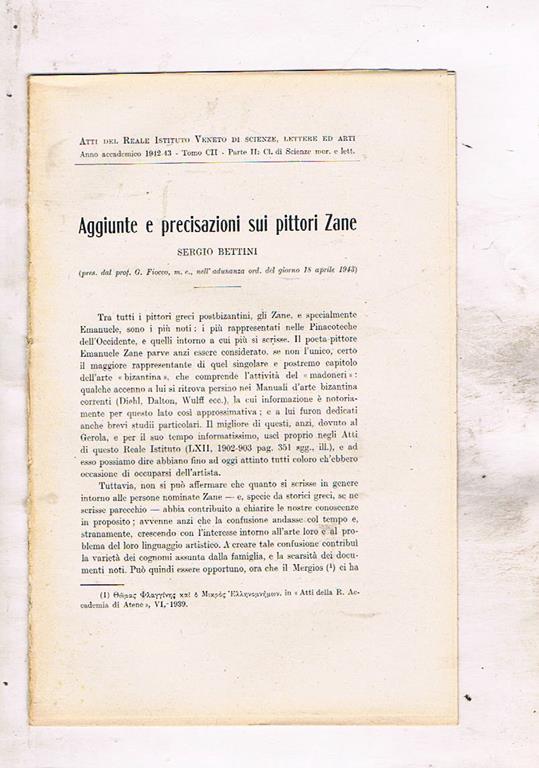 Atti del Reale Istituto Veneto di scienze, lettere ed arti
Anno accademico 1942-43 - Tomo CII - Parte II: Cl. di Scienze mor. e lett.
Aggiunte e precisazioni sui pittori Zane
SERGIO BETTINI
(pres. dal prof. G. Fiocco, m. e., nell'adunanza ord. del giorno 18 aprile 1943)
Tra tutti i pittori greci postbizantini, gli Zane, e specialmente
Emanuele, sono i più noti: i più rappresentati nelle Pinacoteche
dell'Occidente, e quelli intorno a cui più si scrisse. Il poeta-pittore
Emanuele Zane parve anzi essere considerato, se non l'unico, certo
il maggiore rappresentante di quel singolare e postremo capitolo
dell'arte « bizantina », che comprende l'attività dei « madoneri » :
qualche accenno a lui si ritrova persino nei Manuali d'arte bizantina
correnti (Diehl, Dalton, Wulff ecc.), la cui informazione è notoria-
mente per questo lato così approssimativa ; e a lui furon dedicati
anche brevi studii particolari. Il migliore di questi, anzi, dovuto al
Gerola, e per il suo tempo informatissimo, uscì proprio negli Atti
di questo Reale Istituto (LXII, 1902-903 pag. 351 sgg., ill.), e ad
esso possiamo dire abbiano fino ad oggi attinto tutti coloro ch'ebbero
occasione di occuparsi dell'artista.
Tuttavia, non si può affermare che quanto si scrisse in genere
intorno alle persone nominate Zane — e, specie da storici greci, se ne
scrisse parecchio — abbia contribuito a chiarire le nostre conoscenze
in proposito ; avvenne anzi che la confusione andasse col tempo e,
stranamente, crescendo con l'interesse intorno all'arte loro e al pro-
blema del loro linguaggio artistico. A creare tale confusione contribuì
la varietà dei cognomi assunta dalla famiglia, e la scarsità dei docu-
menti noti. Può quindi essere opportuno, ora che il Mergios (¹) ci ha
(1) Θώμας Φλαγγίνης καὶ ὁ Μικρὸς Ἑλληνομνήμων, in « Atti della R. Ac-
cademia di Atene », VI, 1939.